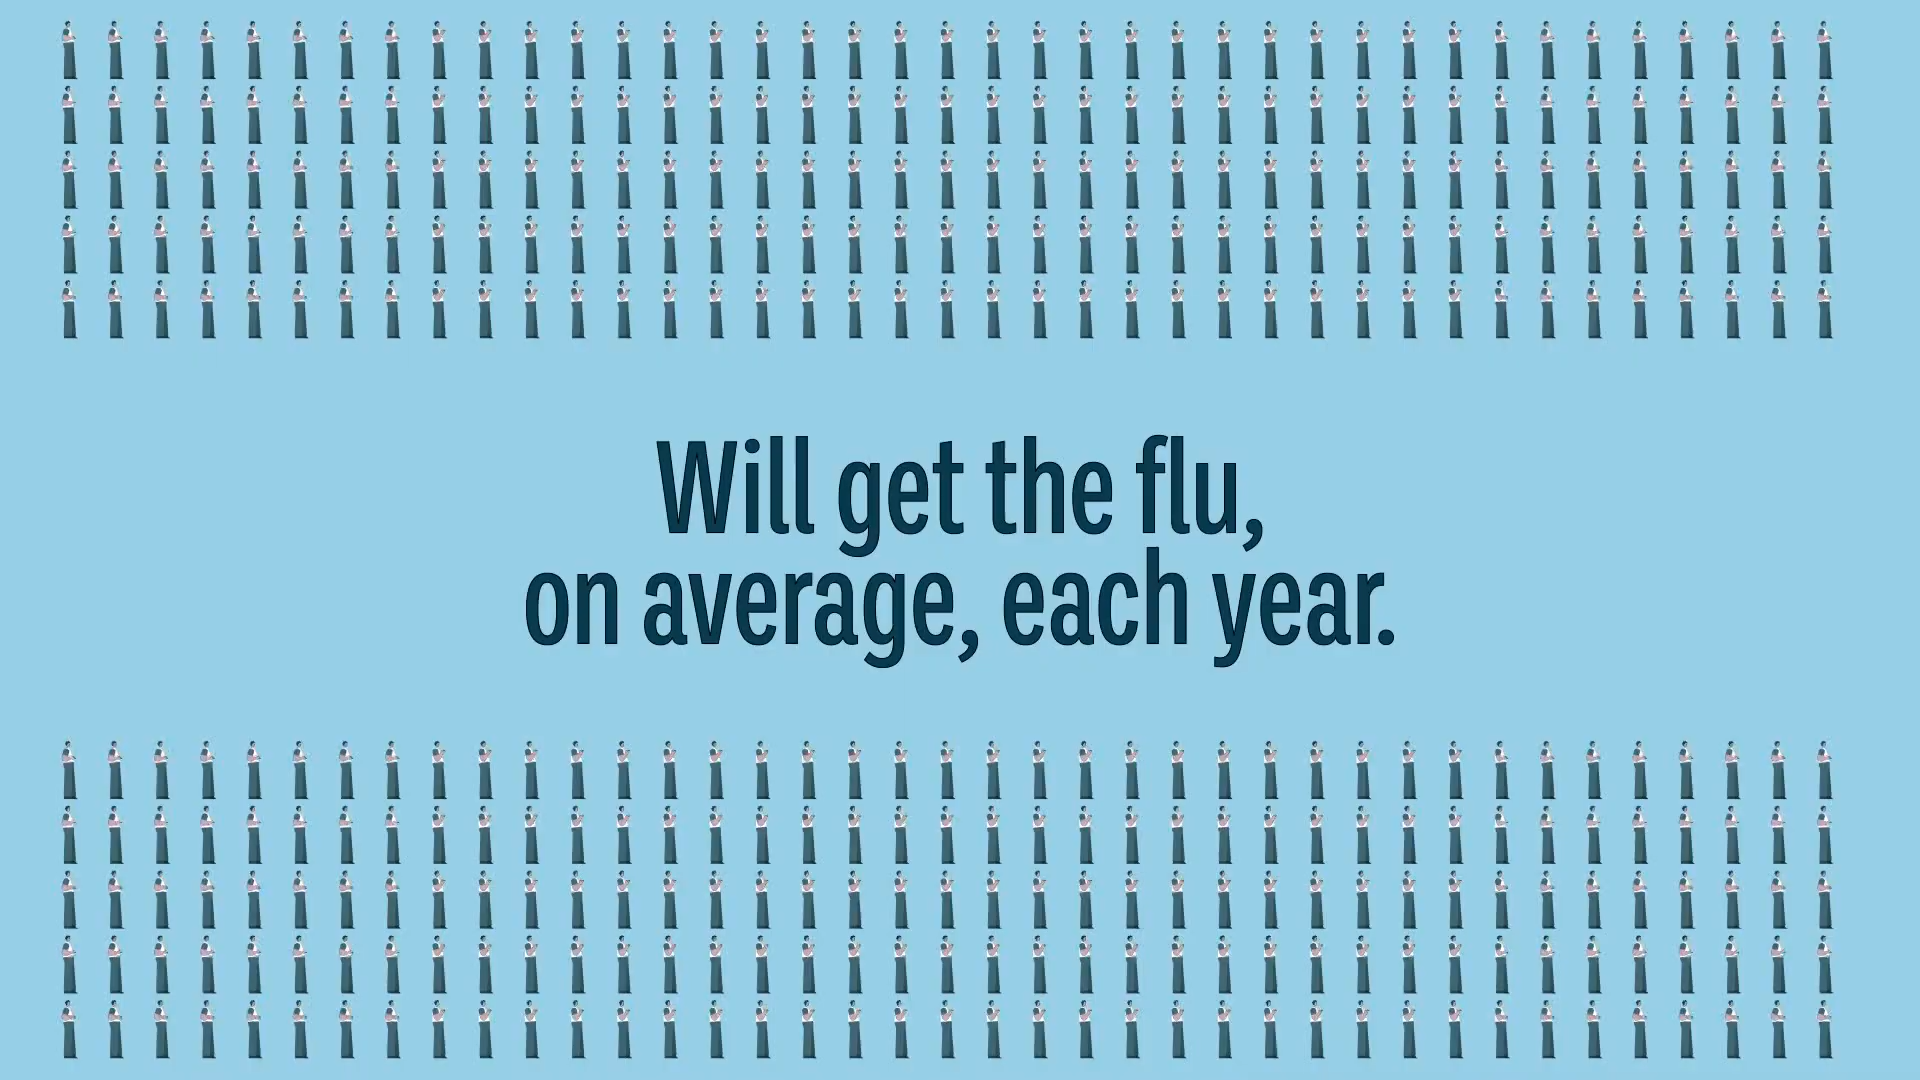 Will get the flu,
on average, each year.